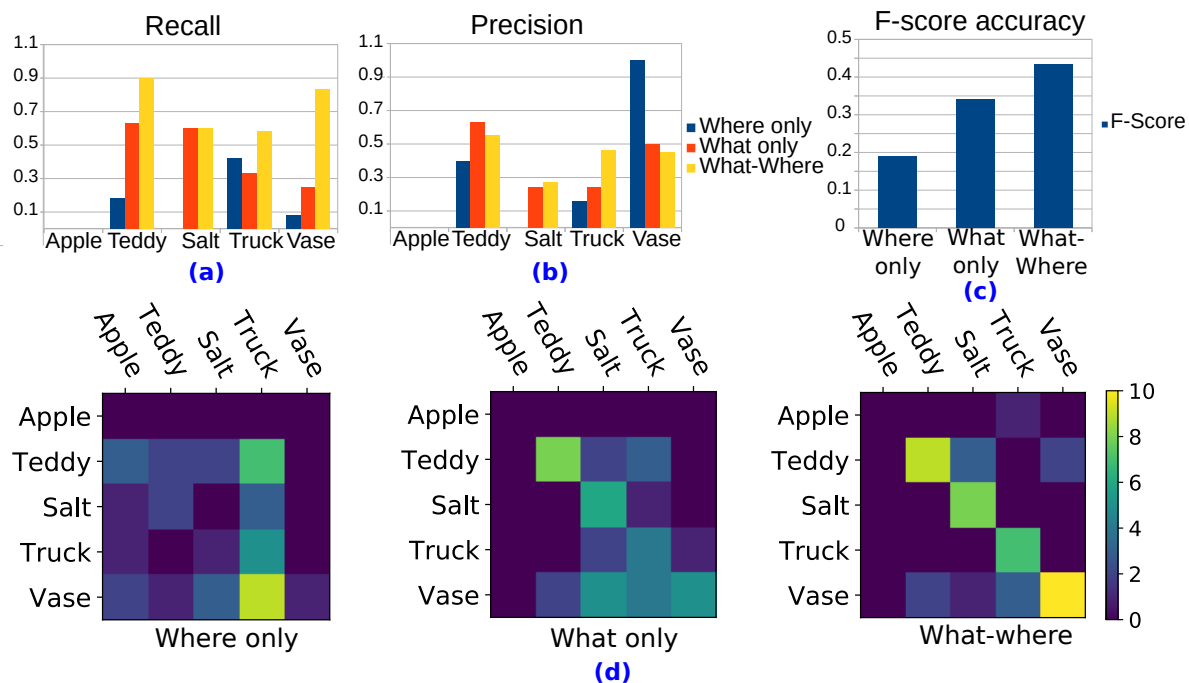 Recall
1.1
0.9
0.7
0.5
0.3
0.1
Apple Teddy Salt Truck Vase
(a)
Precision
1.1
0.9
0.7
0.5
0.3
0.1
Apple Teddy Salt Truck Vase
(b)
Where only
What only
What-Where
F-score accuracy
0.5
0.4
0.3
0.2
0.1
0
Where only
What only
What-Where
(c)
F-Score
Apple Teddy Salt Truck Vase
Apple
Teddy
Salt
Truck
Vase
Where only
Apple Teddy Salt Truck Vase
Apple
Teddy
Salt
Truck
Vase
What only
(d)
Apple Teddy Salt Truck Vase
Apple
Teddy
Salt
Truck
Vase
What-where
10
8
6
4
2
0